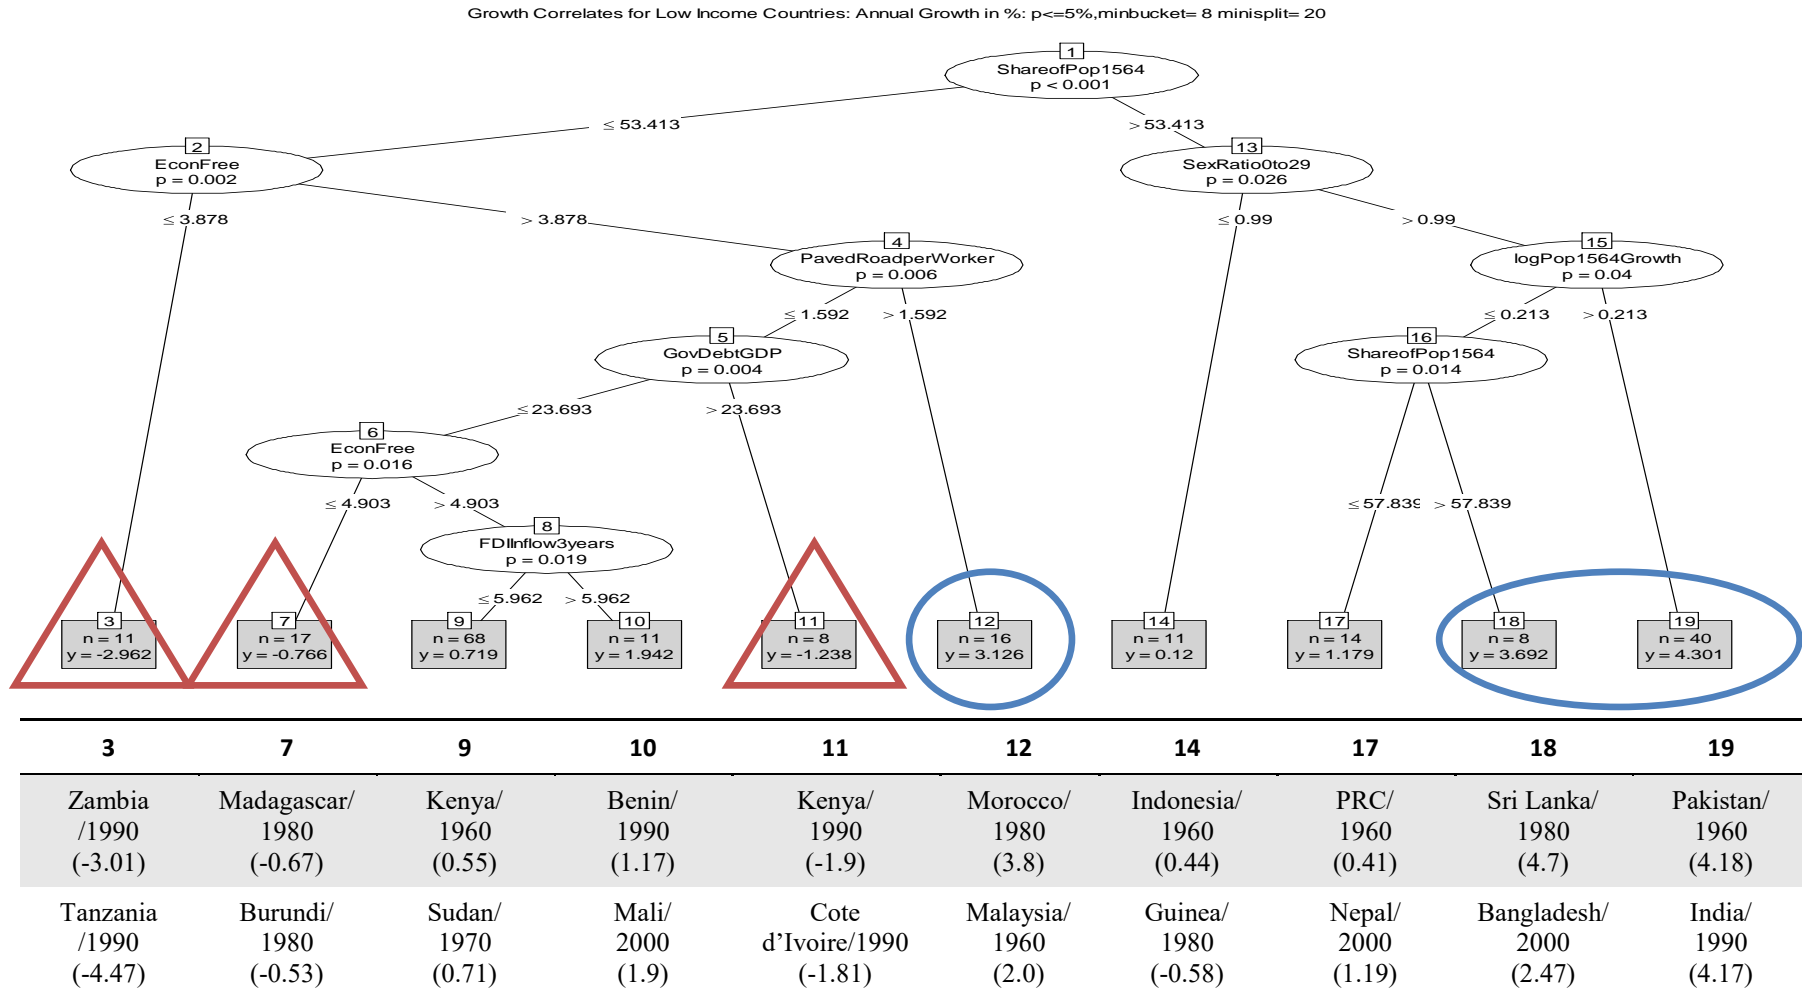 Growth Correlates for Low Income Countries: Annual Growth in %: p<=5%,minbucket= 8 minisplit= 20
1
ShareofPop1564
p < 0.001
≤ 53.413
> 53.413
2
EconFree
p = 0.002
13
SexRatio0to29
p = 0.026
≤ 3.878
> 3.878
≤ 0.99
> 0.99
4
PavedRoadperWorker
p = 0.006
15
logPop1564Growth
p = 0.04
≤ 1.592
> 1.592
≤ 0.213
> 0.213
5
GovDebtGDP
p = 0.004
16
ShareofPop1564
p = 0.014
≤ 23.693
> 23.693
6
EconFree
p = 0.016
≤ 4.903
> 4.903
≤ 57.839
> 57.839
8
FDIInflow3years
p = 0.019
≤ 5.962
> 5.962
3
n = 11
y = -2.962
7
n = 17
y = -0.766
9
n = 68
y = 0.719
10
n = 11
y = 1.942
11
n = 8
y = -1.238
12
n = 16
y = 3.126
14
n = 11
y = 0.12
17
n = 14
y = 1.179
18
n = 8
y = 3.692
19
n = 40
y = 4.301
3 7 9 10 11 12 14 17 18 19
Zambia Madagascar/ Kenya/ Benin/ Kenya/ Morocco/ Indonesia/ PRC/ Sri Lanka/ Pakistan/
/1990 1980 1960 1990 1990 1980 1960 1960 1980 1960
(-3.01) (-0.67) (0.55) (1.17) (-1.9) (3.8) (0.44) (0.41) (4.7) (4.18)
Tanzania Burundi/ Sudan/ Mali/ Cote Malaysia/ Guinea/ Nepal/ Bangladesh/ India/
/1990 1980 1970 2000 d’Ivoire/1990 1960 1980 2000 2000 1990
(-4.47) (-0.53) (0.71) (1.9) (-1.81) (2.0) (-0.58) (1.19) (2.47) (4.17)